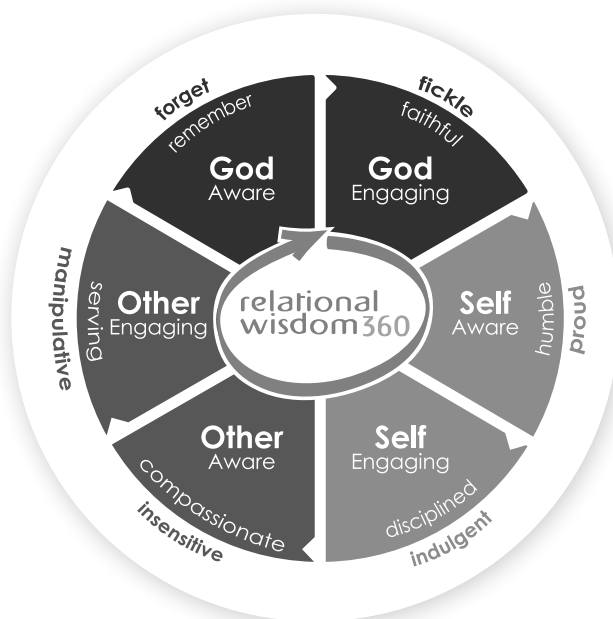 forget
remember
God
Aware
fickle
faithful
God
Engaging
proud
humble
Self
Aware
indulgent
disciplined
Self
Engaging
insensitive
compassionate
Other
Aware
manipulative
serving
Other
Engaging
relational
wisdom360